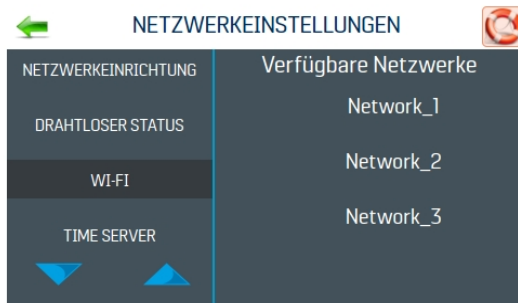 NETZWERKEINSTELLUNGEN
NETZWERKEINRICHTUNG
DRAHTLOSER STATUS
WI-FI
TIME SERVER
Verfügbare Netzwerke
Network_1
Network_2
Network_3